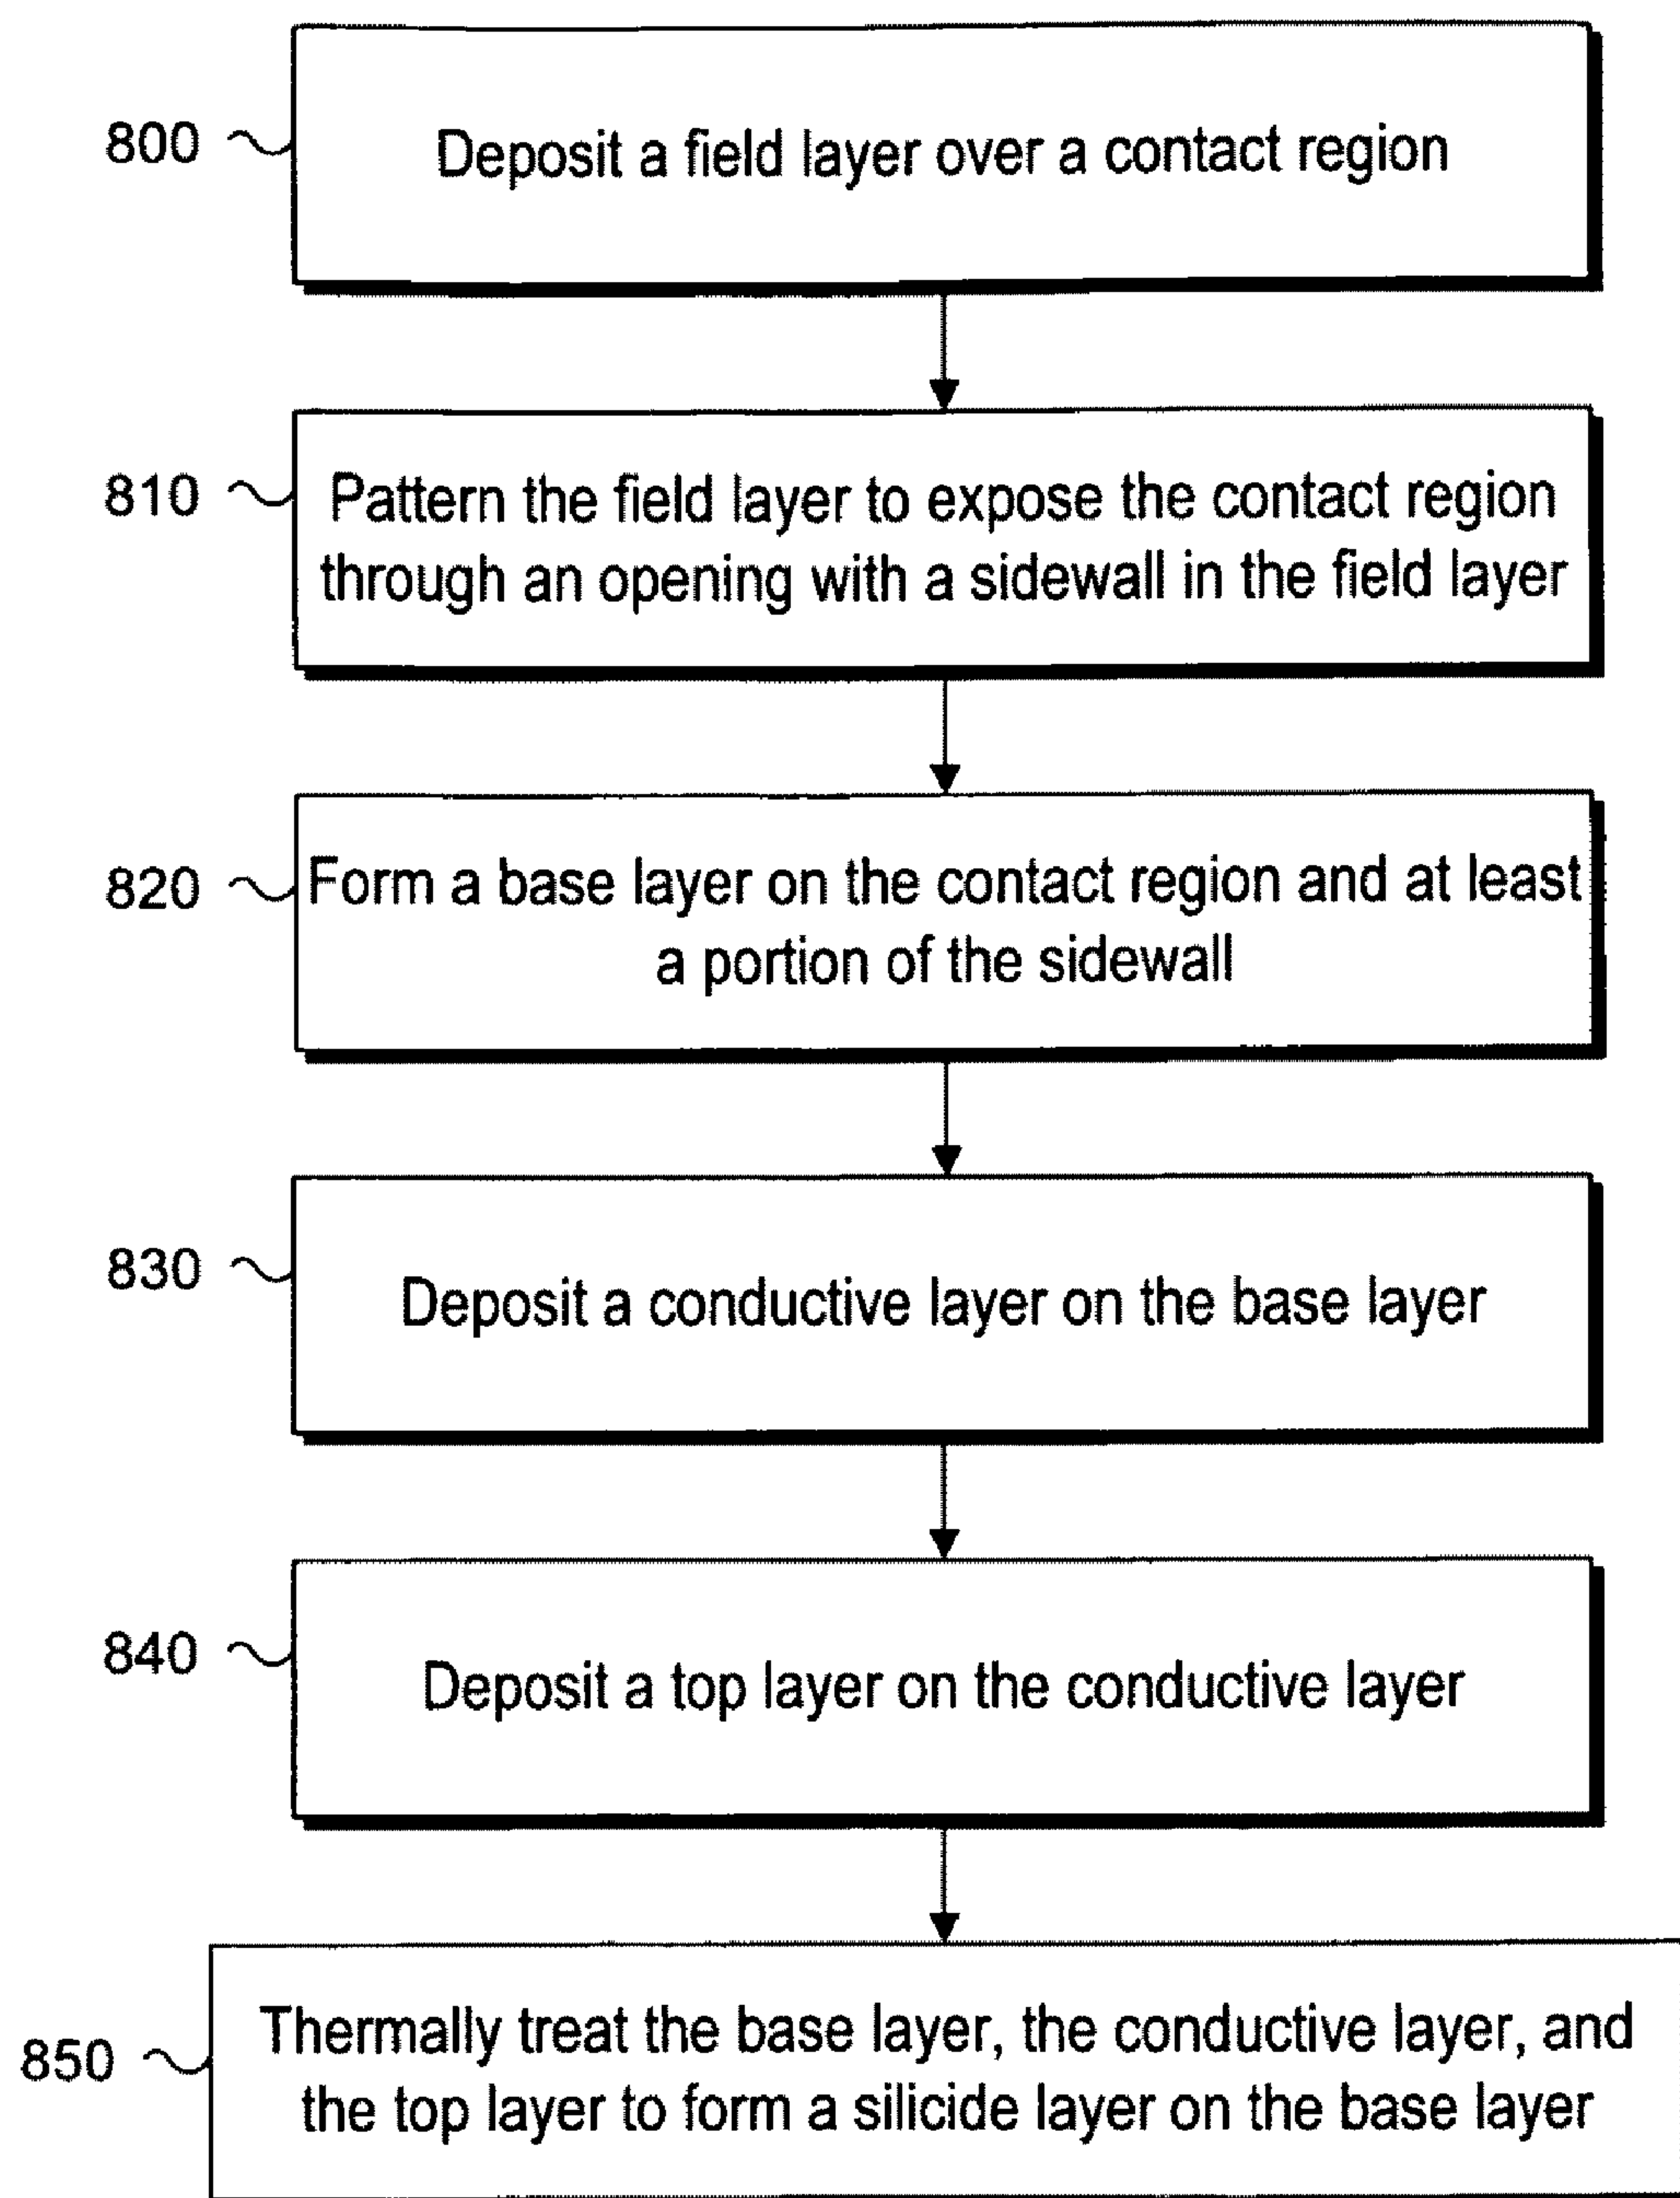 800
Deposit a field layer over a contact region
810
Pattern the field layer to expose the contact region
through an opening with a sidewall in the field layer
820
Form a base layer on the contact region and at least
a portion of the sidewall
830
Deposit a conductive layer on the base layer
840
Deposit a top layer on the conductive layer
850
Thermally treat the base layer, the conductive layer, and
the top layer to form a silicide layer on the base layer